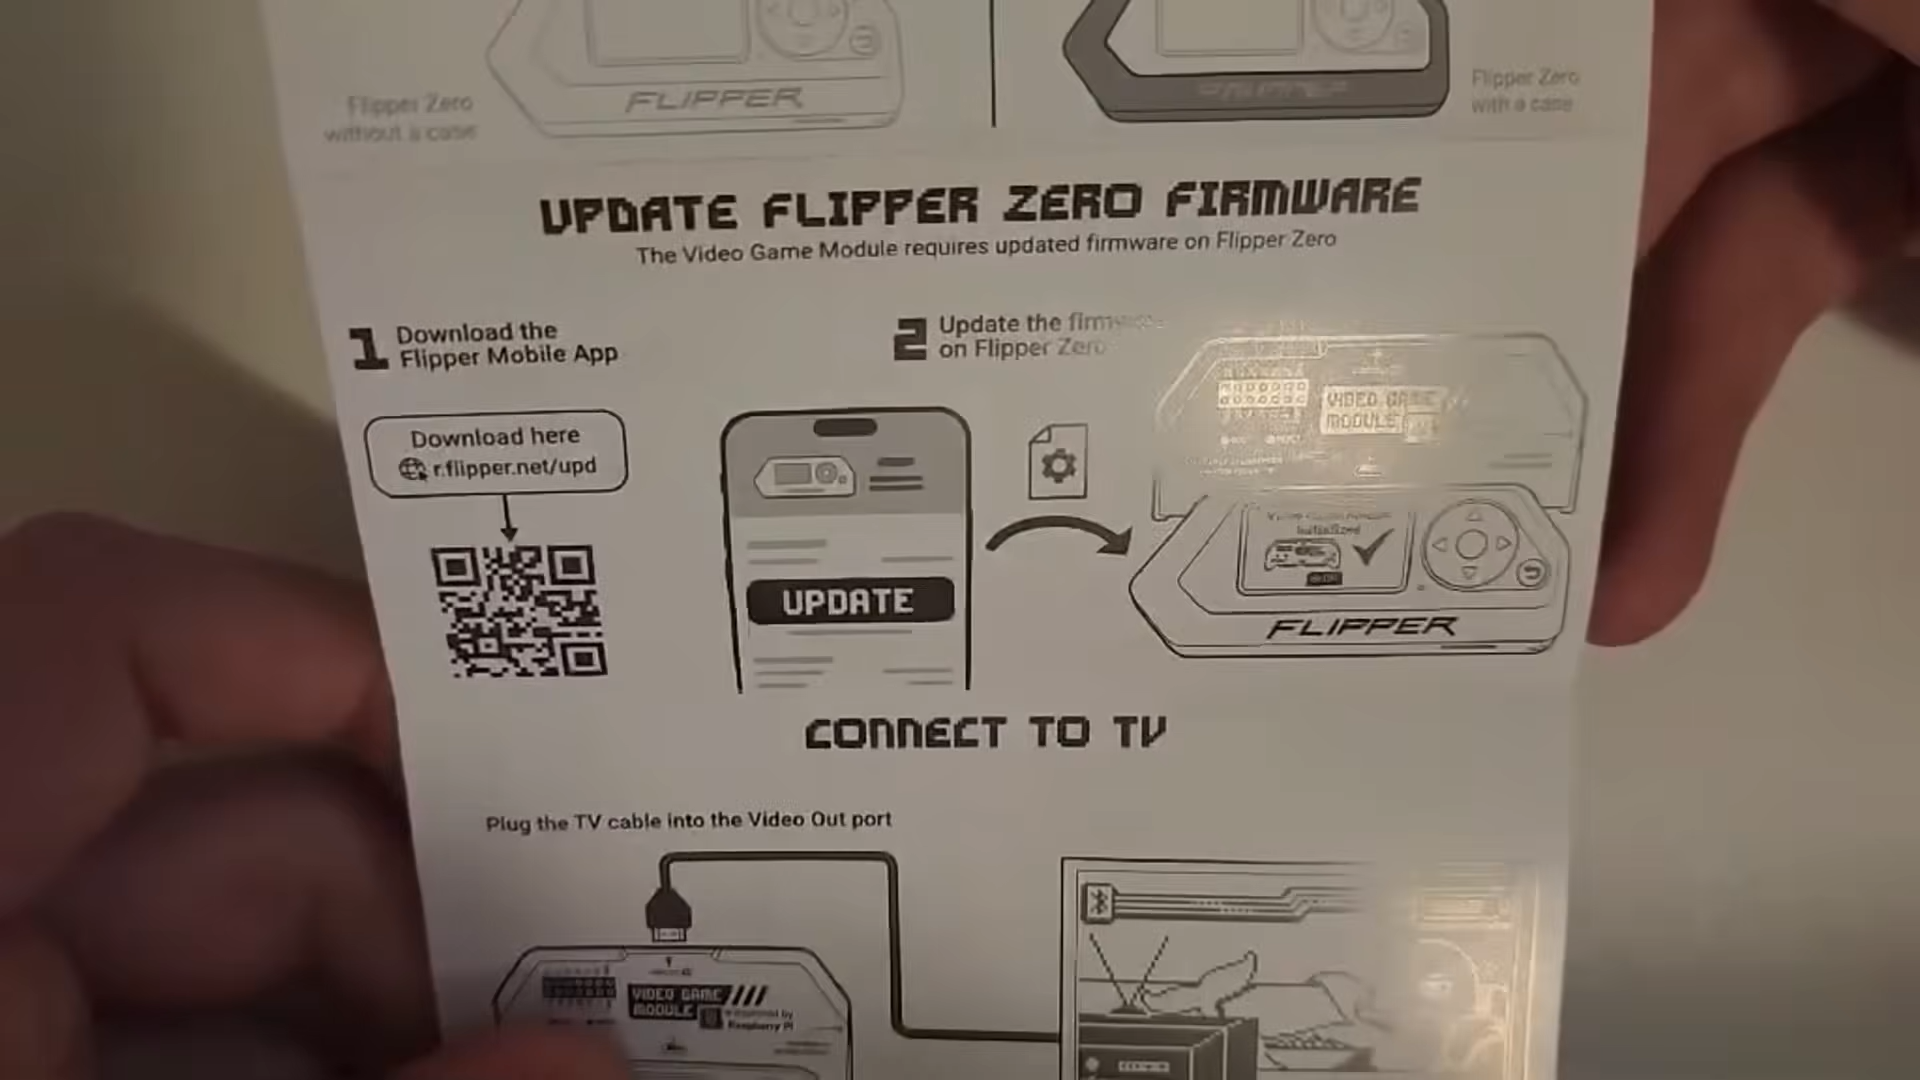 FLIPPER
Flipper Zero
without a case
Flipper Zero
with a case
UPDATE FLIPPER ZERO FIRMWARE
The Video Game Module requires updated firmware on Flipper Zero
1
Download the
Flipper Mobile App
Download here
r.flipper.net/upd
2
Update the firmware
on Flipper Zero
UPDATE
VIDEO GAME
MODULE
FLIPPER
CONNECT TO TV
Plug the TV cable into the Video Out port
VIDEO GAME
MODULE
Raspberry Pi